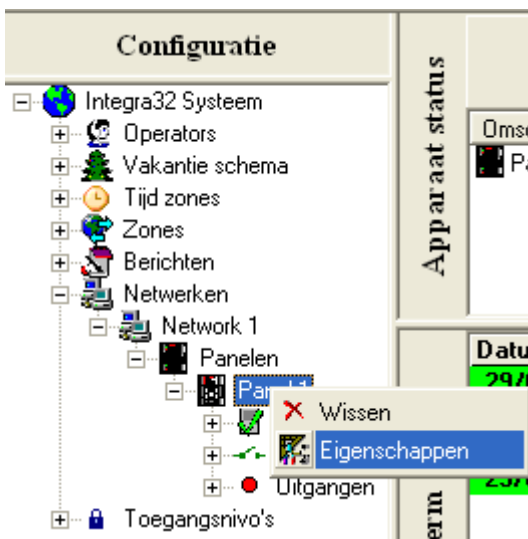 Configuratie
Integra32 Systeem
Operators
Vakantie schema
Tijd zones
Zones
Berichten
Netwerken
Network 1
Panelen
Wissen
Eigenschappen
Uitgangen
Toegangsnivo's
Apparaat status